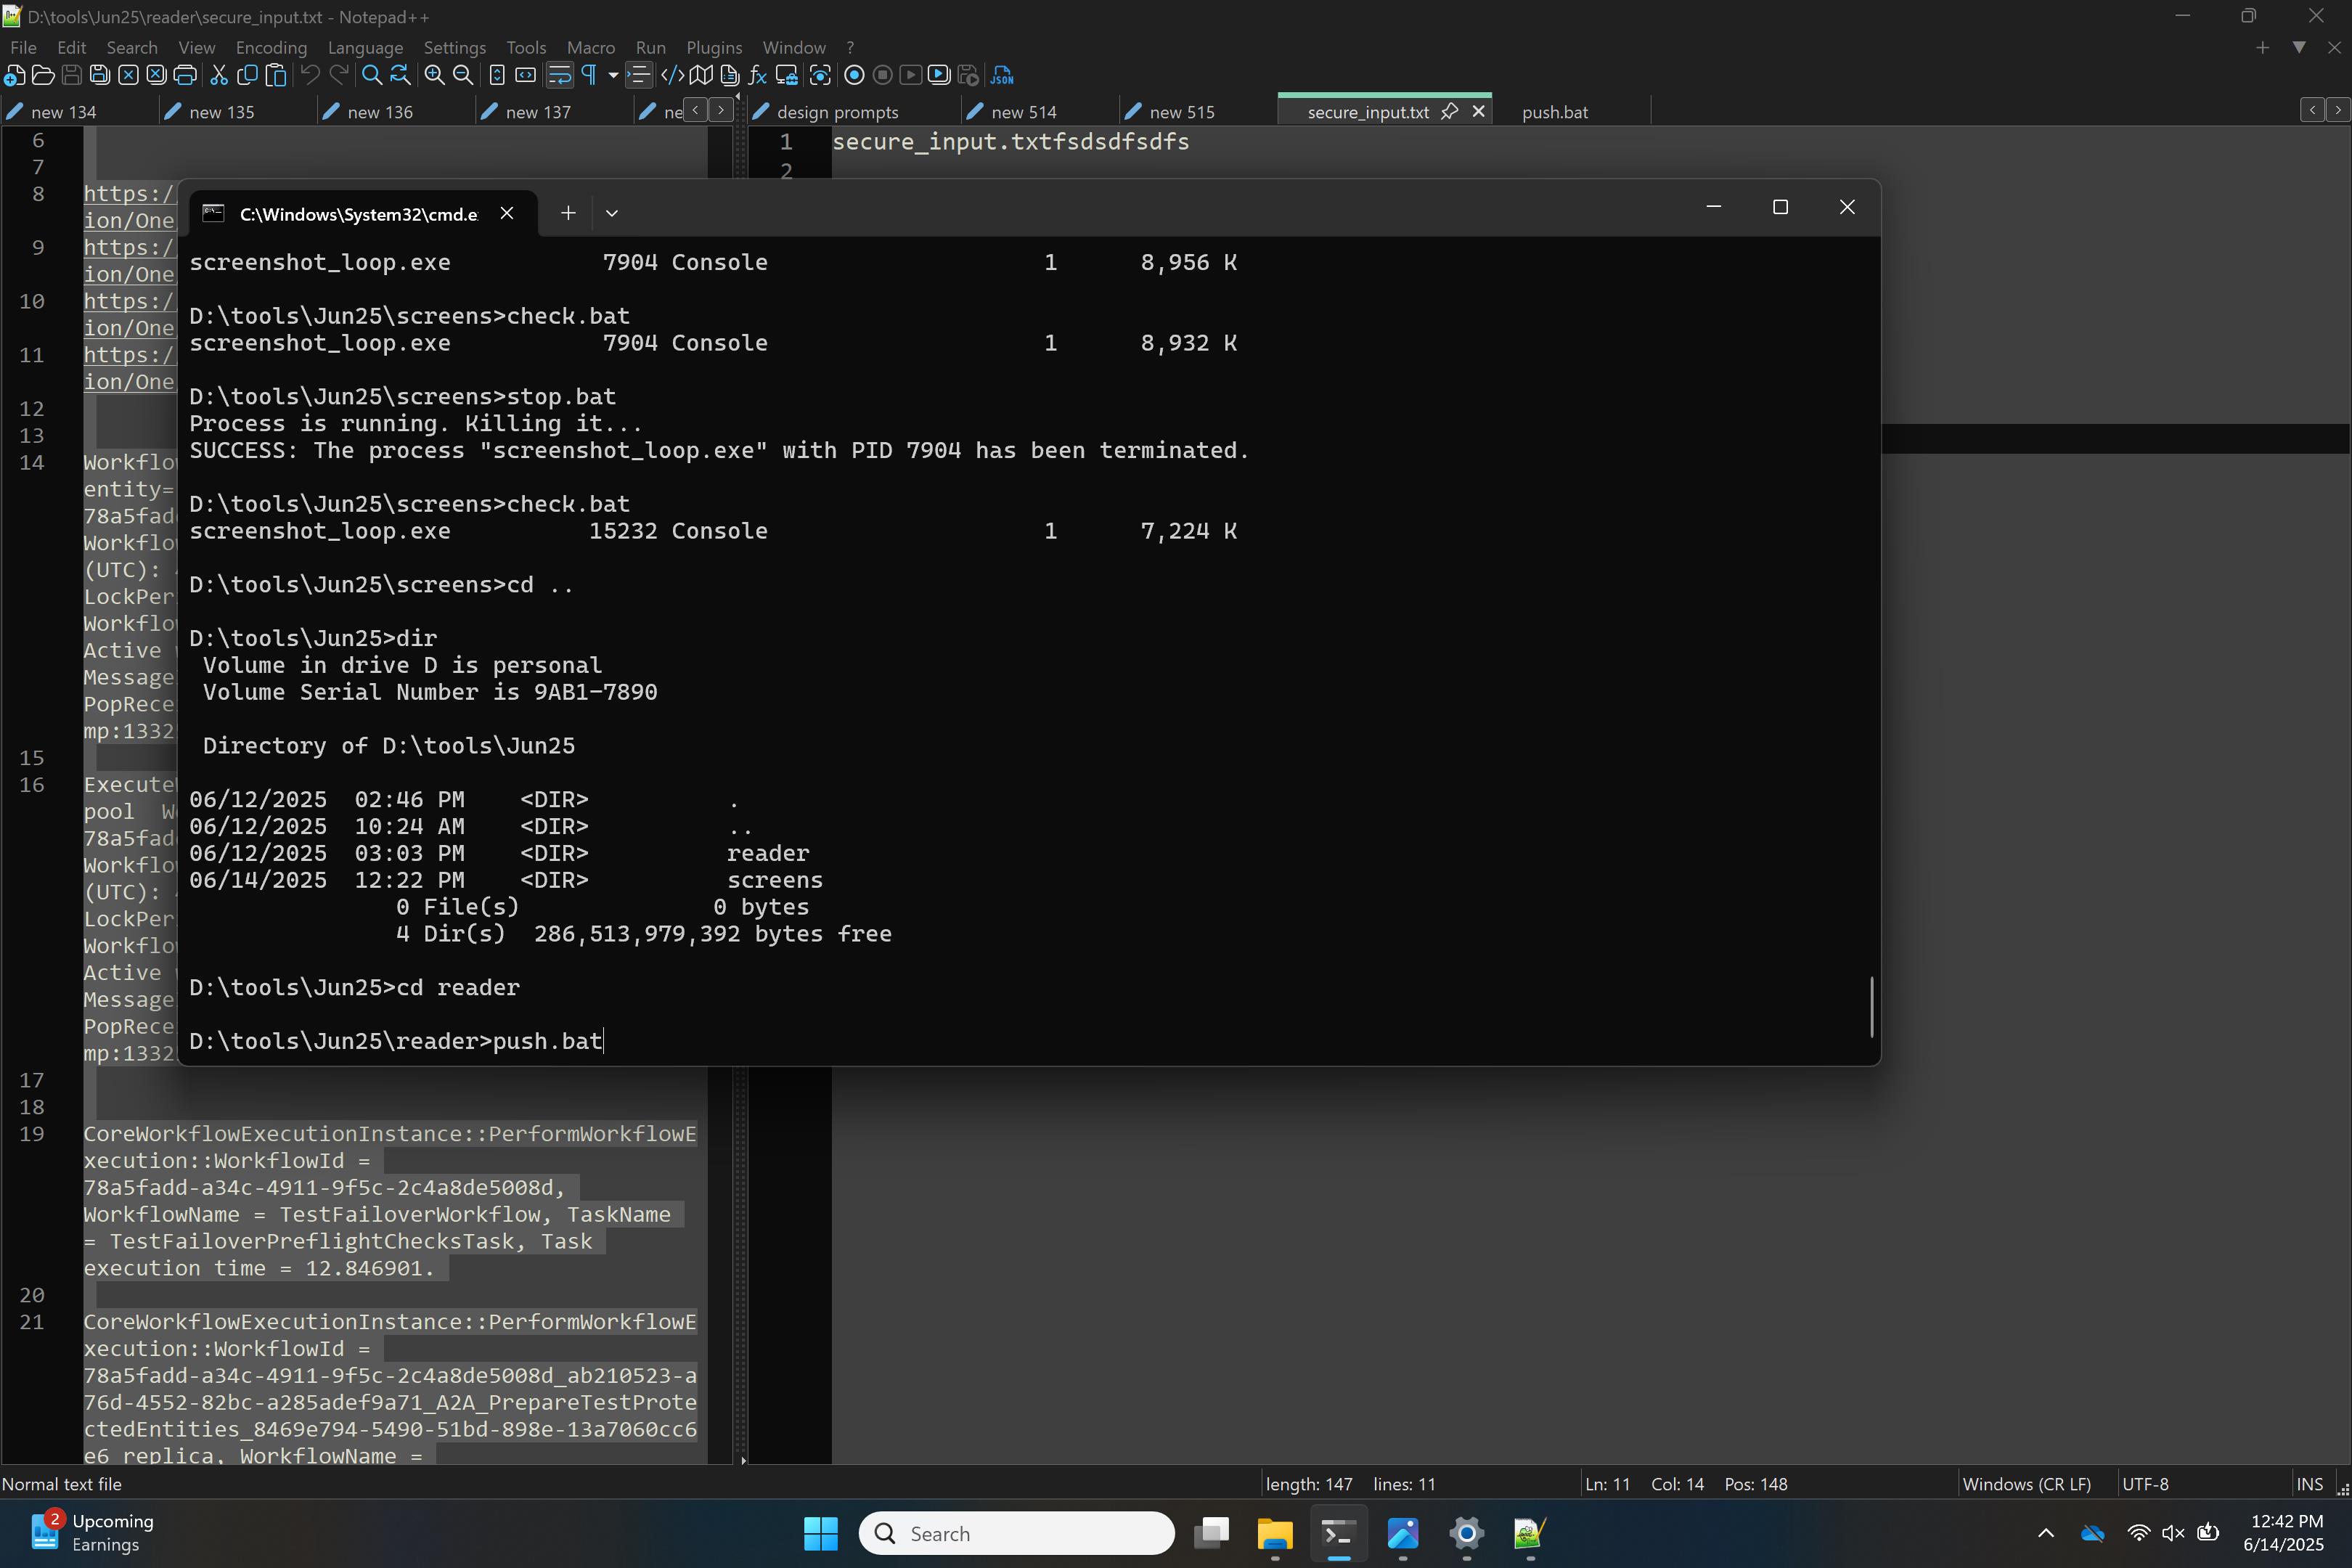 D:\tools\Jun25\reader\secure_input.txt - Notepad++
File Edit Search View Encoding Language Settings Tools Macro Run Plugins Window ?
new 134 new 135 new 136 new 137 ne
design prompts new 514 new 515 secure_input.txt push.bat
6
7
8 https:/
ion/One
9 https:/
ion/One
10 https:/
ion/One
11 https:/
ion/One
12
13
14 Workflow
entity=
78a5fad
Workflo
(UTC):
LockPer
Workflo
Active
Message
PopRece
mp:1332
15
16 Execute
pool W
78a5fad
Workflo
(UTC):
LockPer
Workflo
Active
Message
PopRece
mp:1332
17
18
19 CoreWorkflowExecutionInstance::PerformWorkflowE
xecution::WorkflowId =
78a5fadd-a34c-4911-9f5c-2c4a8de5008d,
WorkflowName = TestFailoverWorkflow, TaskName
= TestFailoverPreflightChecksTask, Task
execution time = 12.846901.
20
21 CoreWorkflowExecutionInstance::PerformWorkflowE
xecution::WorkflowId =
78a5fadd-a34c-4911-9f5c-2c4a8de5008d_ab210523-a
76d-4552-82bc-a285adef9a71_A2A_PrepareTestProte
ctedEntities_8469e794-5490-51bd-898e-13a7060cc6
e6 replica, WorkflowName =
1 secure_input.txtfsdsdfsdfs
2
C:\Windows\System32\cmd.e
screenshot_loop.exe 7904 Console 1 8,956 K
D:\tools\Jun25\screens>check.bat
screenshot_loop.exe 7904 Console 1 8,932 K
D:\tools\Jun25\screens>stop.bat
Process is running. Killing it...
SUCCESS: The process "screenshot_loop.exe" with PID 7904 has been terminated.
D:\tools\Jun25\screens>check.bat
screenshot_loop.exe 15232 Console 1 7,224 K
D:\tools\Jun25\screens>cd ..
D:\tools\Jun25>dir
Volume in drive D is personal
Volume Serial Number is 9AB1-7890
Directory of D:\tools\Jun25
06/12/2025 02:46 PM <DIR> .
06/12/2025 10:24 AM <DIR> ..
06/12/2025 03:03 PM <DIR> reader
06/14/2025 12:22 PM <DIR> screens
0 File(s) 0 bytes
4 Dir(s) 286,513,979,392 bytes free
D:\tools\Jun25>cd reader
D:\tools\Jun25\reader>push.bat
Normal text file length: 147 lines: 11 Ln: 11 Col: 14 Pos: 148 Windows (CR LF) UTF-8 INS
2
Upcoming
Earnings
Search
12:42 PM
6/14/2025